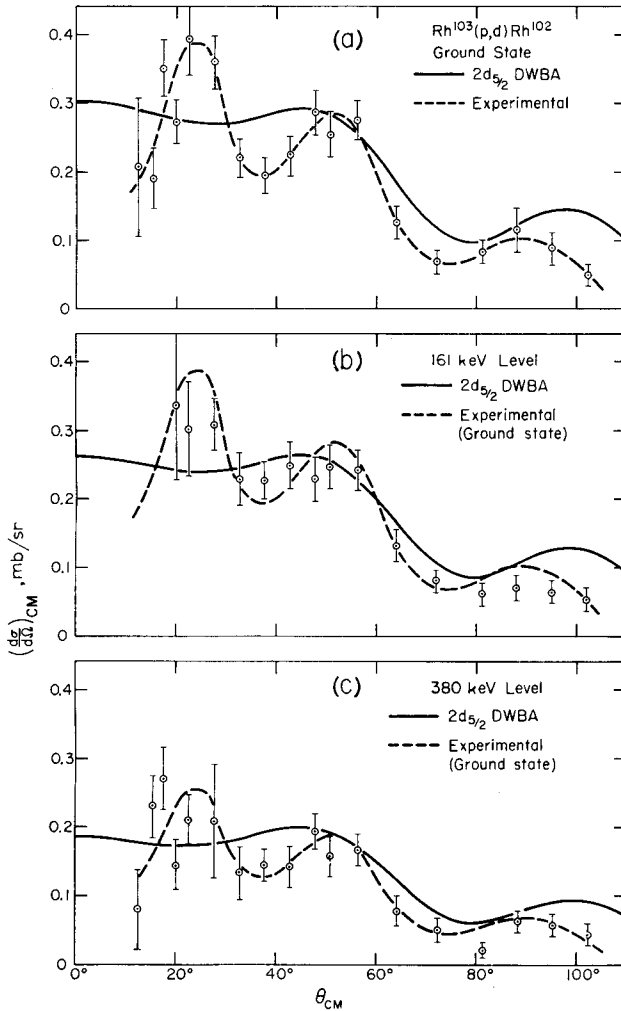 (a)
Rh¹⁰³(p,d)Rh¹⁰²
Ground State
2d₅/₂ DWBA
Experimental
0.4
0.3
0.2
0.1
0
(b)
161 keV Level
2d₅/₂ DWBA
Experimental
(Ground state)
0.4
0.3
0.2
0.1
0
(dσ/dΩ)CM, mb/sr
(c)
380 keV Level
2d₅/₂ DWBA
Experimental
(Ground state)
0.4
0.3
0.2
0.1
0
0° 20° 40° 60° 80° 100°
θCM